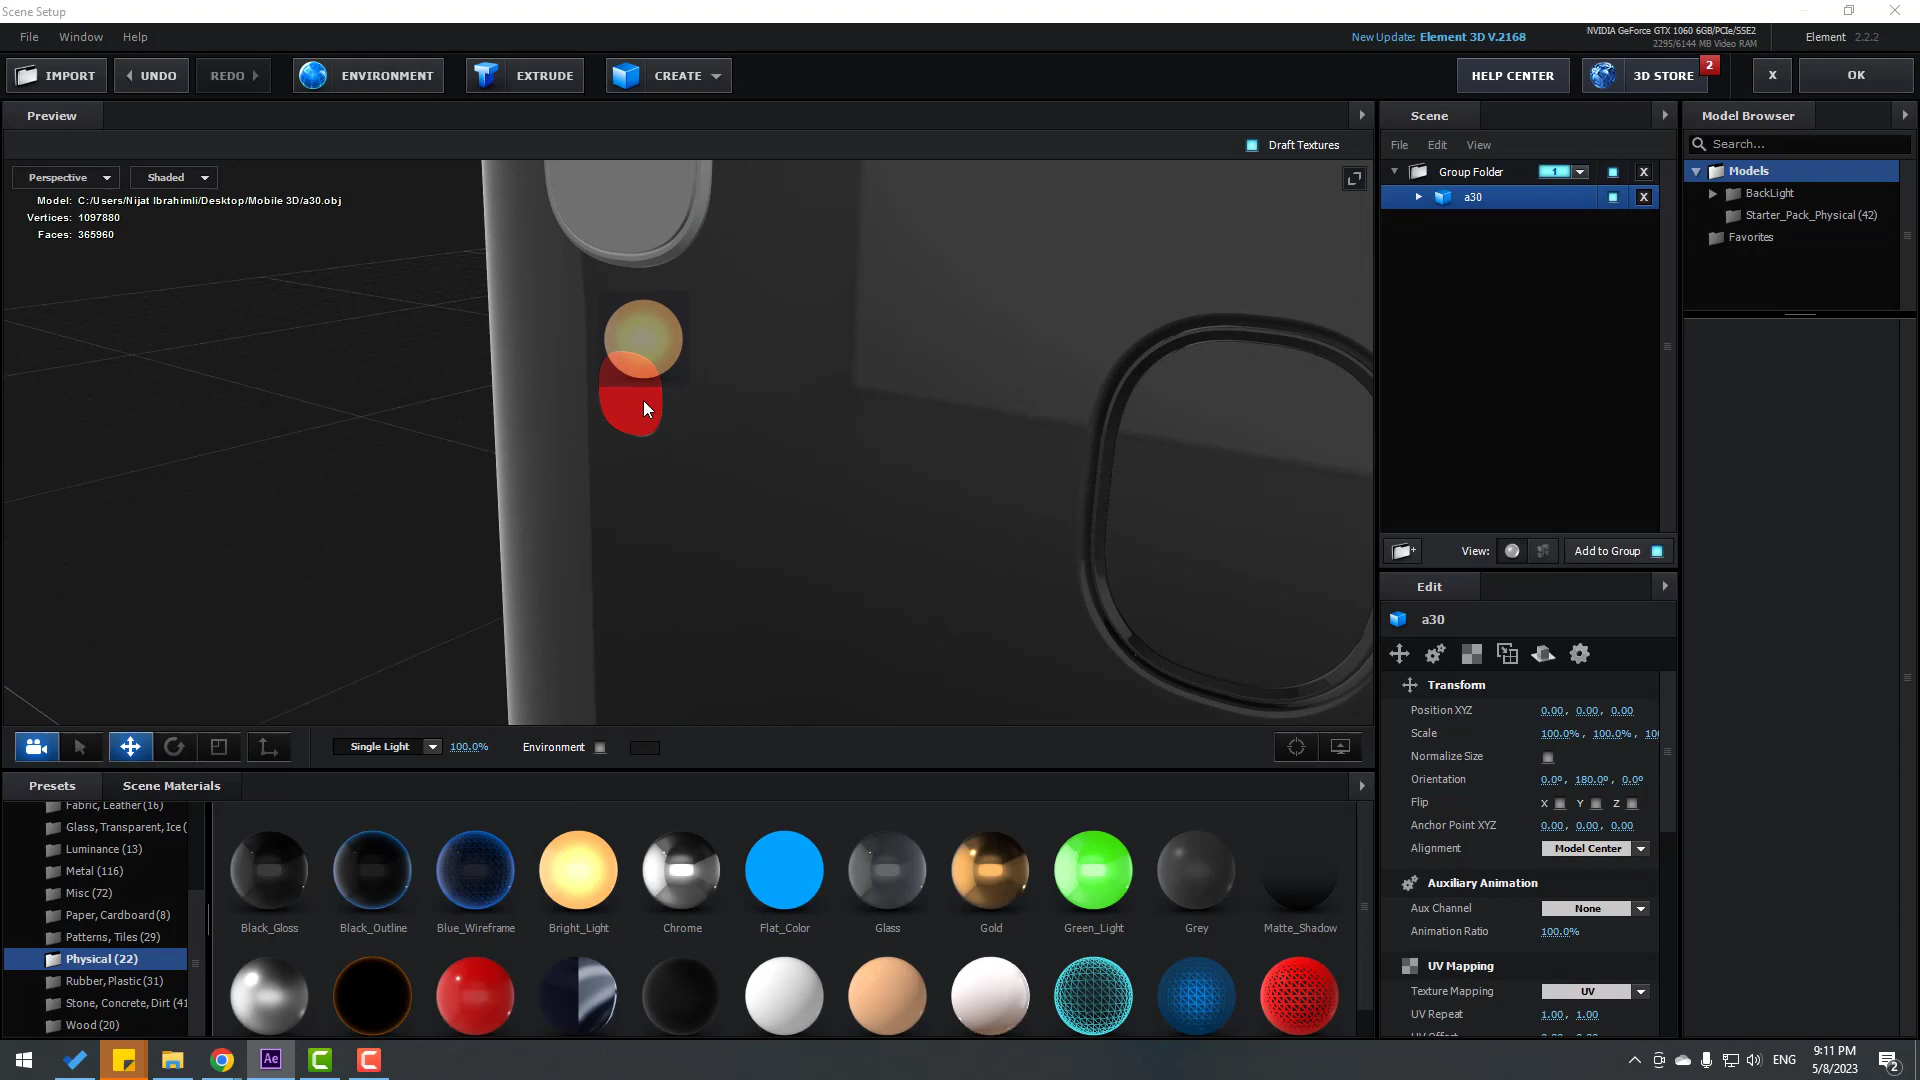 Scene Setup
File Window Help
New Update: Element 3D V.2168
NVIDIA GeForce GTX 1060 6GB/PCIe/SSE2
2295/6144 MB Video RAM
Element 2.2.2
IMPORT UNDO REDO ENVIRONMENT EXTRUDE CREATE HELP CENTER 3D STORE 2 X OK
Preview
Draft Textures
Perspective Shaded
Model: C:/Users/Nijat Ibrahimli/Desktop/Mobile 3D/a30.obj
Vertices: 1097880
Faces: 365960
Single Light 100.0% Environment
Scene
File Edit View
Group Folder 1 X
a30 X
View: Add to Group
Model Browser
Search...
Models
BackLight
Starter_Pack_Physical (42)
Favorites
Edit
a30
Transform
Position XYZ 0.00, 0.00, 0.00
Scale 100.0%, 100.0%, 10
Normalize Size
Orientation 0.0º, 180.0º, 0.0º
Flip X Y Z
Anchor Point XYZ 0.00, 0.00, 0.00
Alignment Model Center
Auxiliary Animation
Aux Channel None
Animation Ratio 100.0%
UV Mapping
Texture Mapping UV
UV Repeat 1.00, 1.00
Presets Scene Materials
Fabric, Leather (16)
Glass, Transparent, Ice (
Luminance (13)
Metal (116)
Misc (72)
Paper, Cardboard (8)
Patterns, Tiles (29)
Physical (22)
Rubber, Plastic (31)
Stone, Concrete, Dirt (41
Wood (20)
Black_Gloss Black_Outline Blue_Wireframe Bright_Light Chrome Flat_Color Glass Gold Green_Light Grey Matte_Shadow
Ae
ENG
9:11 PM
5/8/2023
2